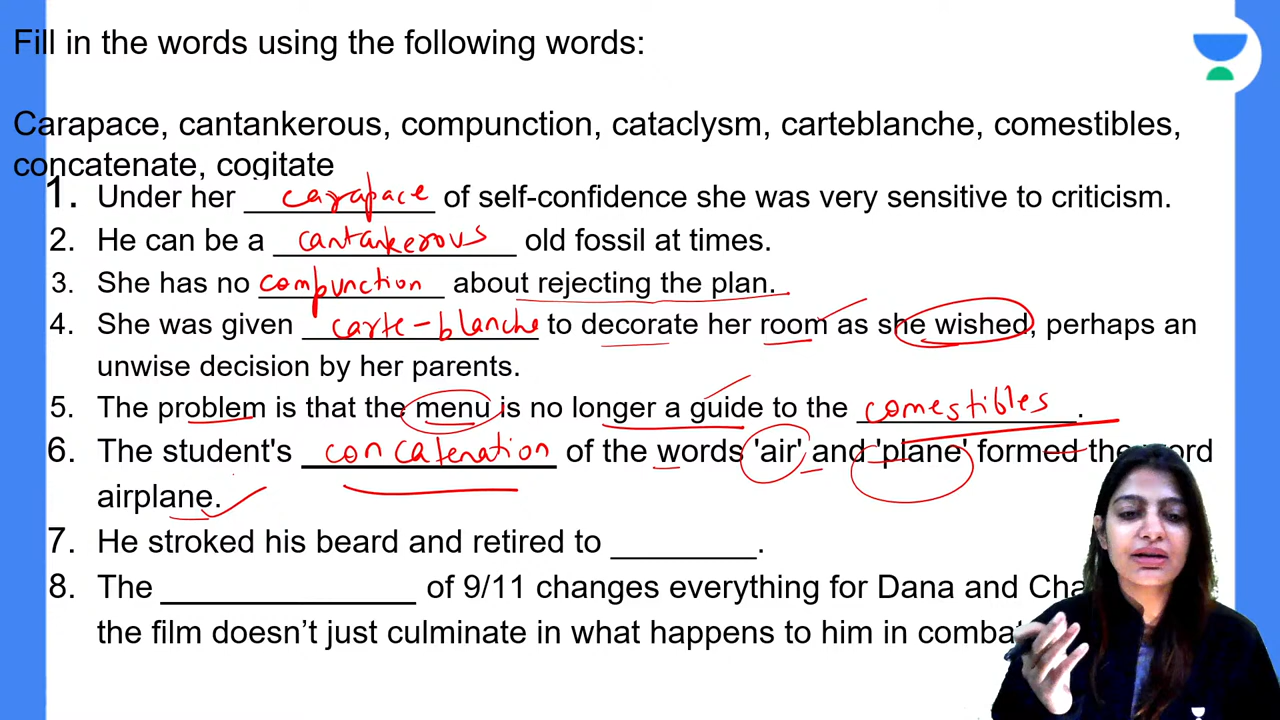 Fill in the words using the following words:
Carapace, cantankerous, compunction, cataclysm, carteblanche, comestibles,
concatenate, cogitate
1. Under her carapace of self-confidence she was very sensitive to criticism.
2. He can be a cantankerous old fossil at times.
3. She has no compunction about rejecting the plan.
4. She was given carte-blanche to decorate her room as she wished, perhaps an
unwise decision by her parents.
5. The problem is that the menu is no longer a guide to the comestibles.
6. The student's concatenation of the words 'air' and 'plane' formed the word
airplane.
7. He stroked his beard and retired to ________.
8. The ______________ of 9/11 changes everything for Dana and
the film doesn't just culminate in what happens to him in